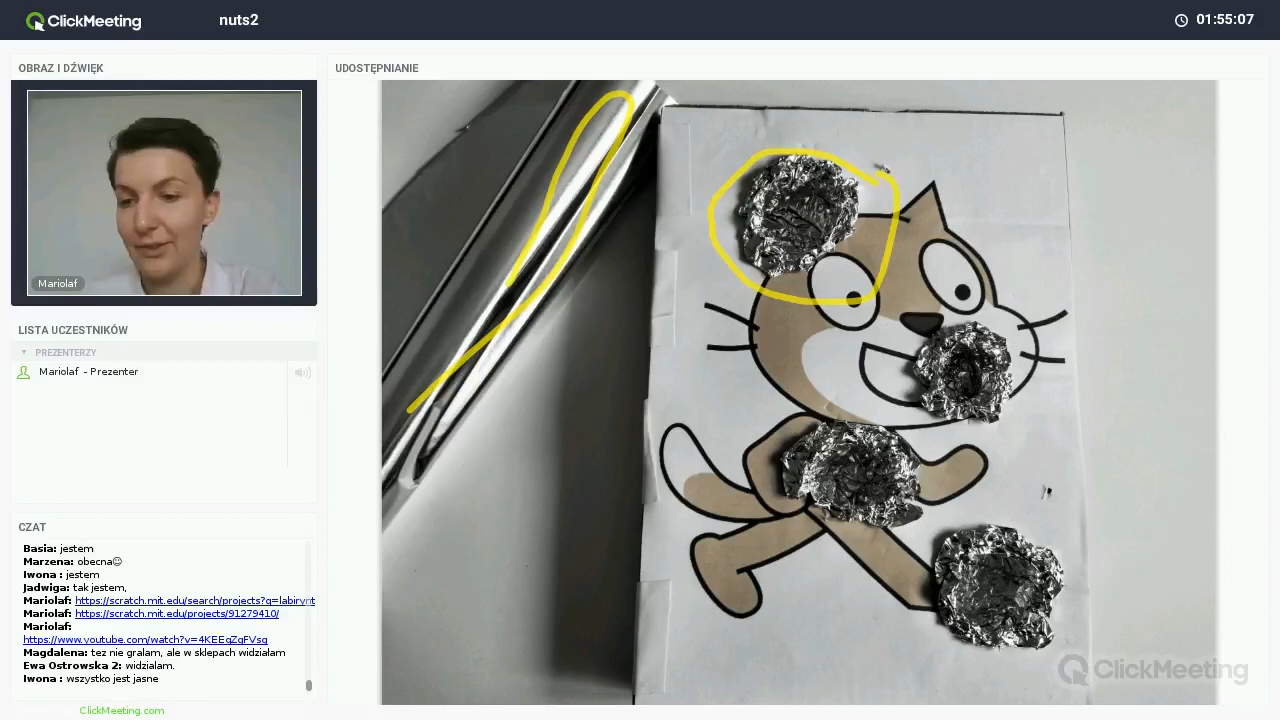 ClickMeeting
nuts2
01:55:07
OBRAZ I DŹWIĘK
UDOSTĘPNIANIE
Mariolaf
LISTA UCZESTNIKÓW
PREZENTERZY
Mariolaf - Prezenter
CZAT
Basia: jestem
Marzena: obecna☺
Iwona : jestem
Jadwiga: tak jestem,
Mariolaf: https://scratch.mit.edu/search/projects?q=labirynt
Mariolaf: https://scratch.mit.edu/projects/91279410/
Mariolaf:
https://www.youtube.com/watch?v=4KEEqZqFVsg
Magdalena: tez nie gralam, ale w sklepach widziałam
Ewa Ostrowska 2: widzialam.
Iwona : wszystko jest jasne
ClickMeeting
ClickMeeting.com